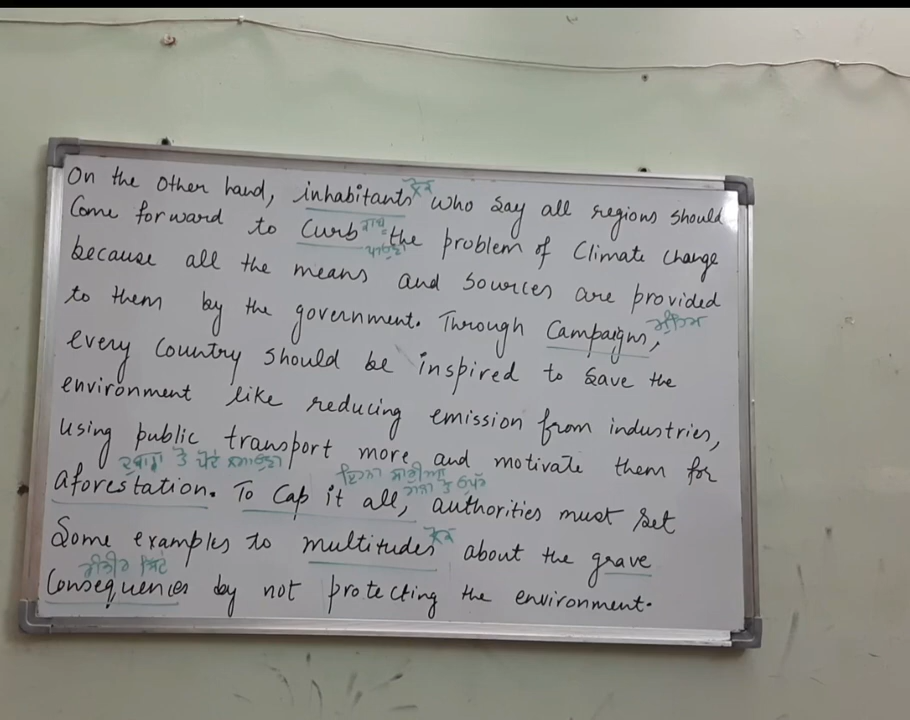 On the other hand, inhabitants ਲੋਕ who say all regions should
Come forward to Curb the problem of Climate change
because all the means and sources are provided
to them by the government. Through Campaigns,
every Country should be inspired to save the
environment like reducing emission from industries,
using public transport more and motivate them for
aforestation. To Cap it all, authorities must set
Some examples to multitudes ਲੋਕ about the grave
Consequences by not protecting the environment.